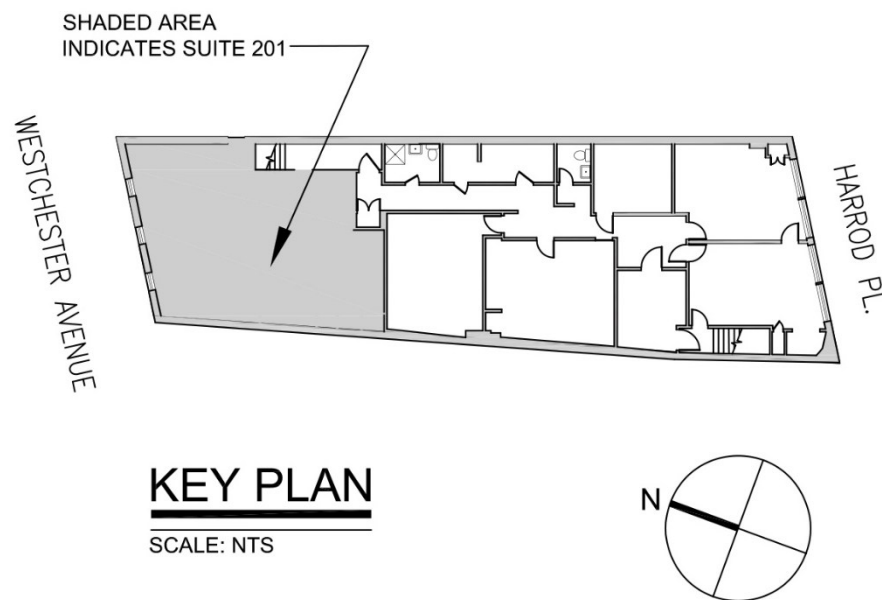 SHADED AREA
INDICATES SUITE 201
WESTCHESTER AVENUE
HARROD PL.
KEY PLAN
SCALE: NTS
N